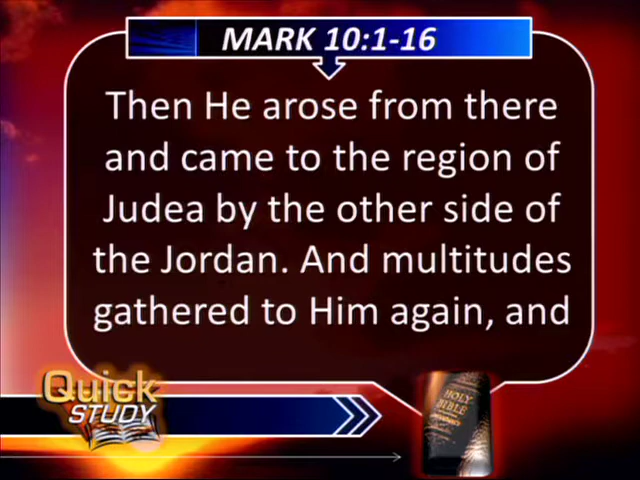 MARK 10:1-16
Then He arose from there
and came to the region of
Judea by the other side of
the Jordan. And multitudes
gathered to Him again, and
Quick
STUDY
HOLY
BIBLE